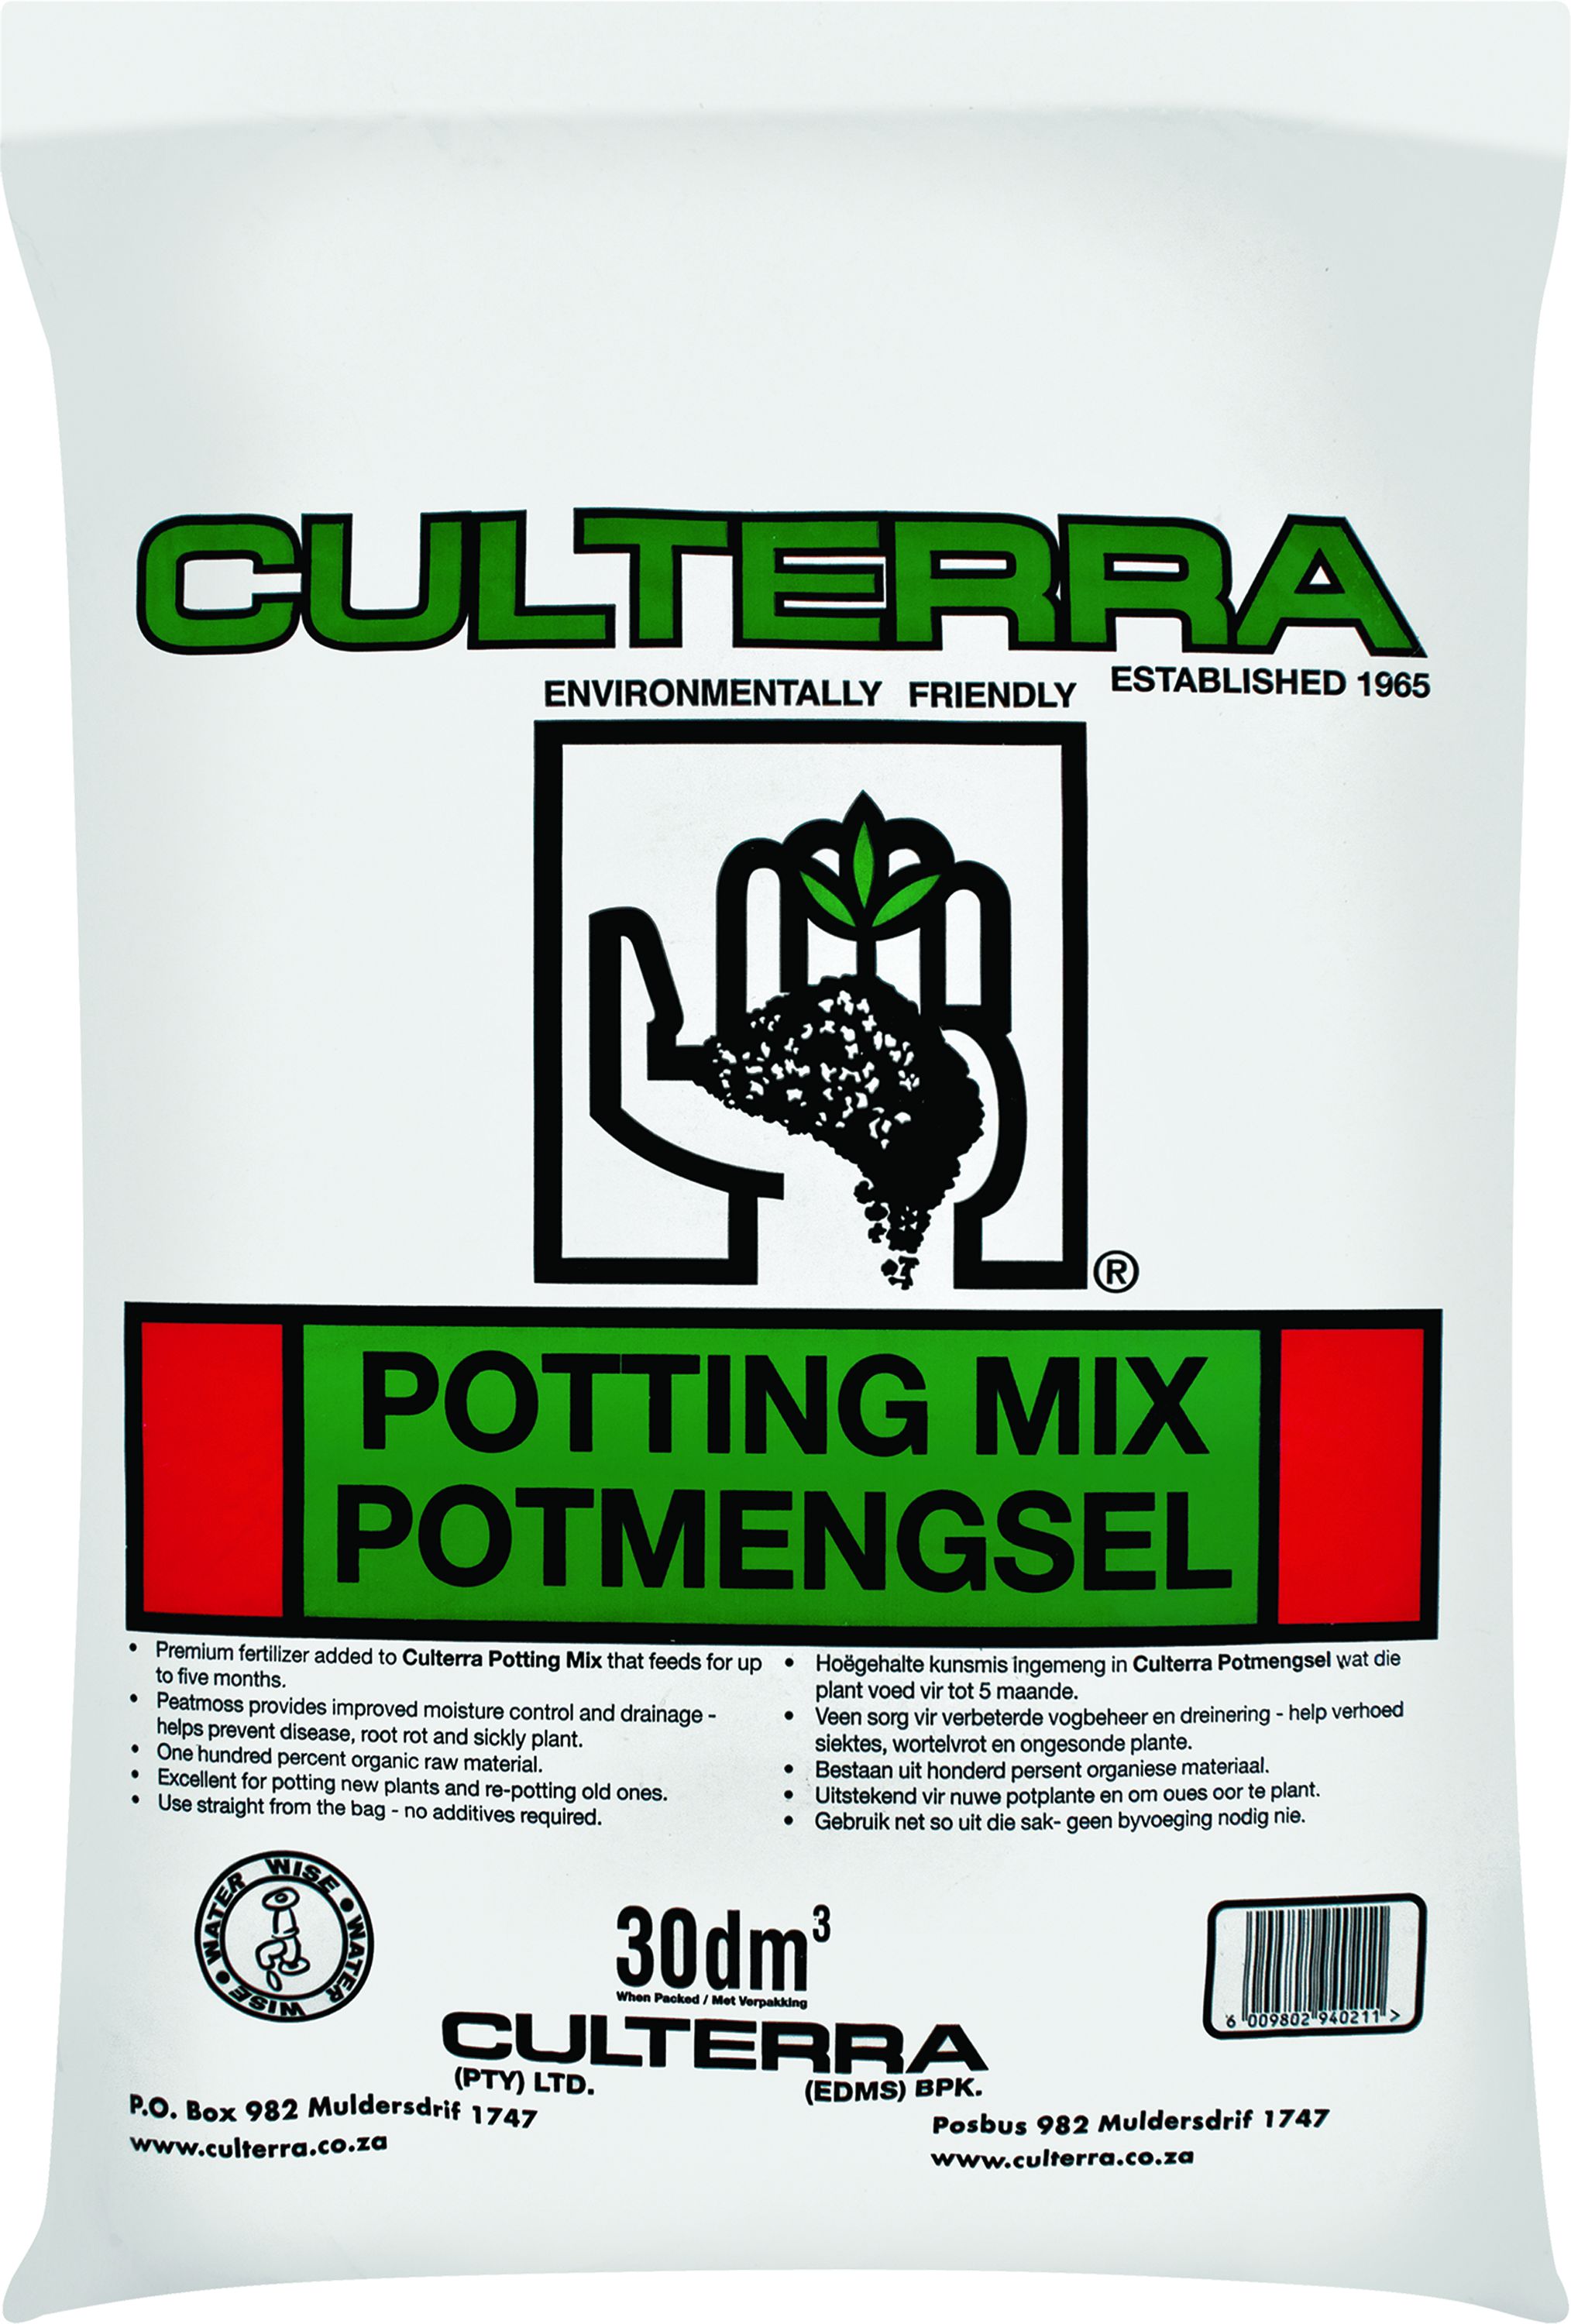 CULTERRA
ESTABLISHED 1965
ENVIRONMENTALLY FRIENDLY
®
POTTING MIX
POTMENGSEL
• Premium fertilizer added to Culterra Potting Mix that feeds for up
to five months.
• Peatmoss provides improved moisture control and drainage -
helps prevent disease, root rot and sickly plant.
• One hundred percent organic raw material.
• Excellent for potting new plants and re-potting old ones.
• Use straight from the bag - no additives required.
• Hoëgehalte kunsmis ingemeng in Culterra Potmengsel wat die
plant voed vir tot 5 maande.
• Veen sorg vir verbeterde vogbeheer en dreinering - help verhoed
siektes, wortelvrot en ongesonde plante.
• Bestaan uit honderd persent organiese materiaal.
• Uitstekend vir nuwe potplante en om oues oor te plant.
• Gebruik net so uit die sak- geen byvoeging nodig nie.
WATER WISE • WATER WISE •
30dm³
When Packed / Met Verpakking
6 009802 940211 >
CULTERRA
(PTY) LTD. (EDMS) BPK.
P.O. Box 982 Muldersdrif 1747
www.culterra.co.za
Posbus 982 Muldersdrif 1747
www.culterra.co.za